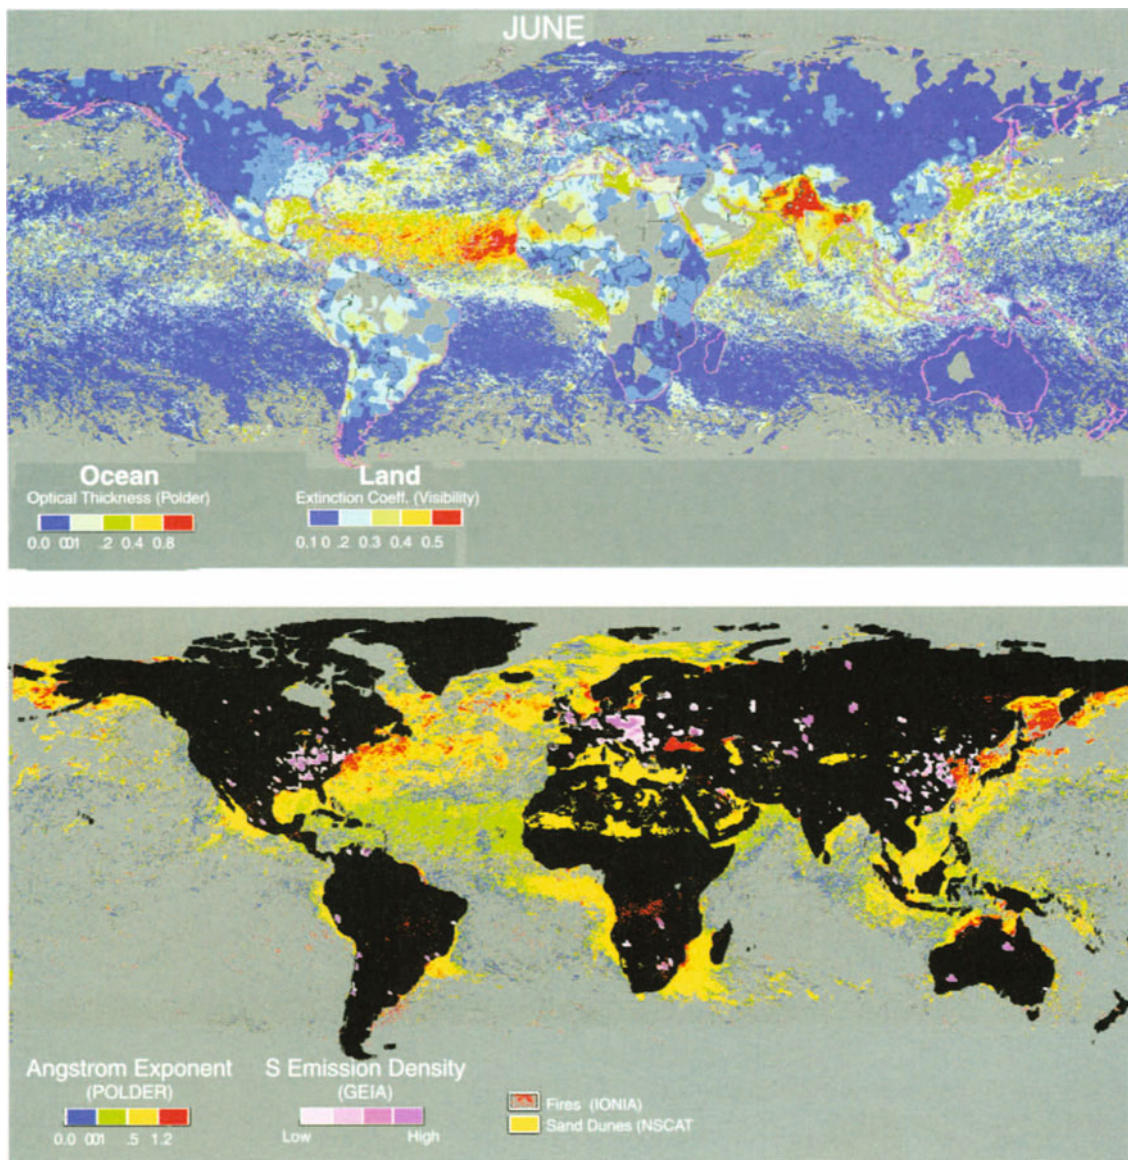 JUNE
Ocean
Optical Thickness (Polder)
0.0 001 .2 0.4 0.8
Land
Extinction Coeff. (Visibility)
0.1 0 .2 0.3 0.4 0.5
Angstrom Exponent
(POLDER)
0.0 001 .5 1.2
S Emission Density
(GEIA)
Low High
Fires (IONIA)
Sand Dunes (NSCAT